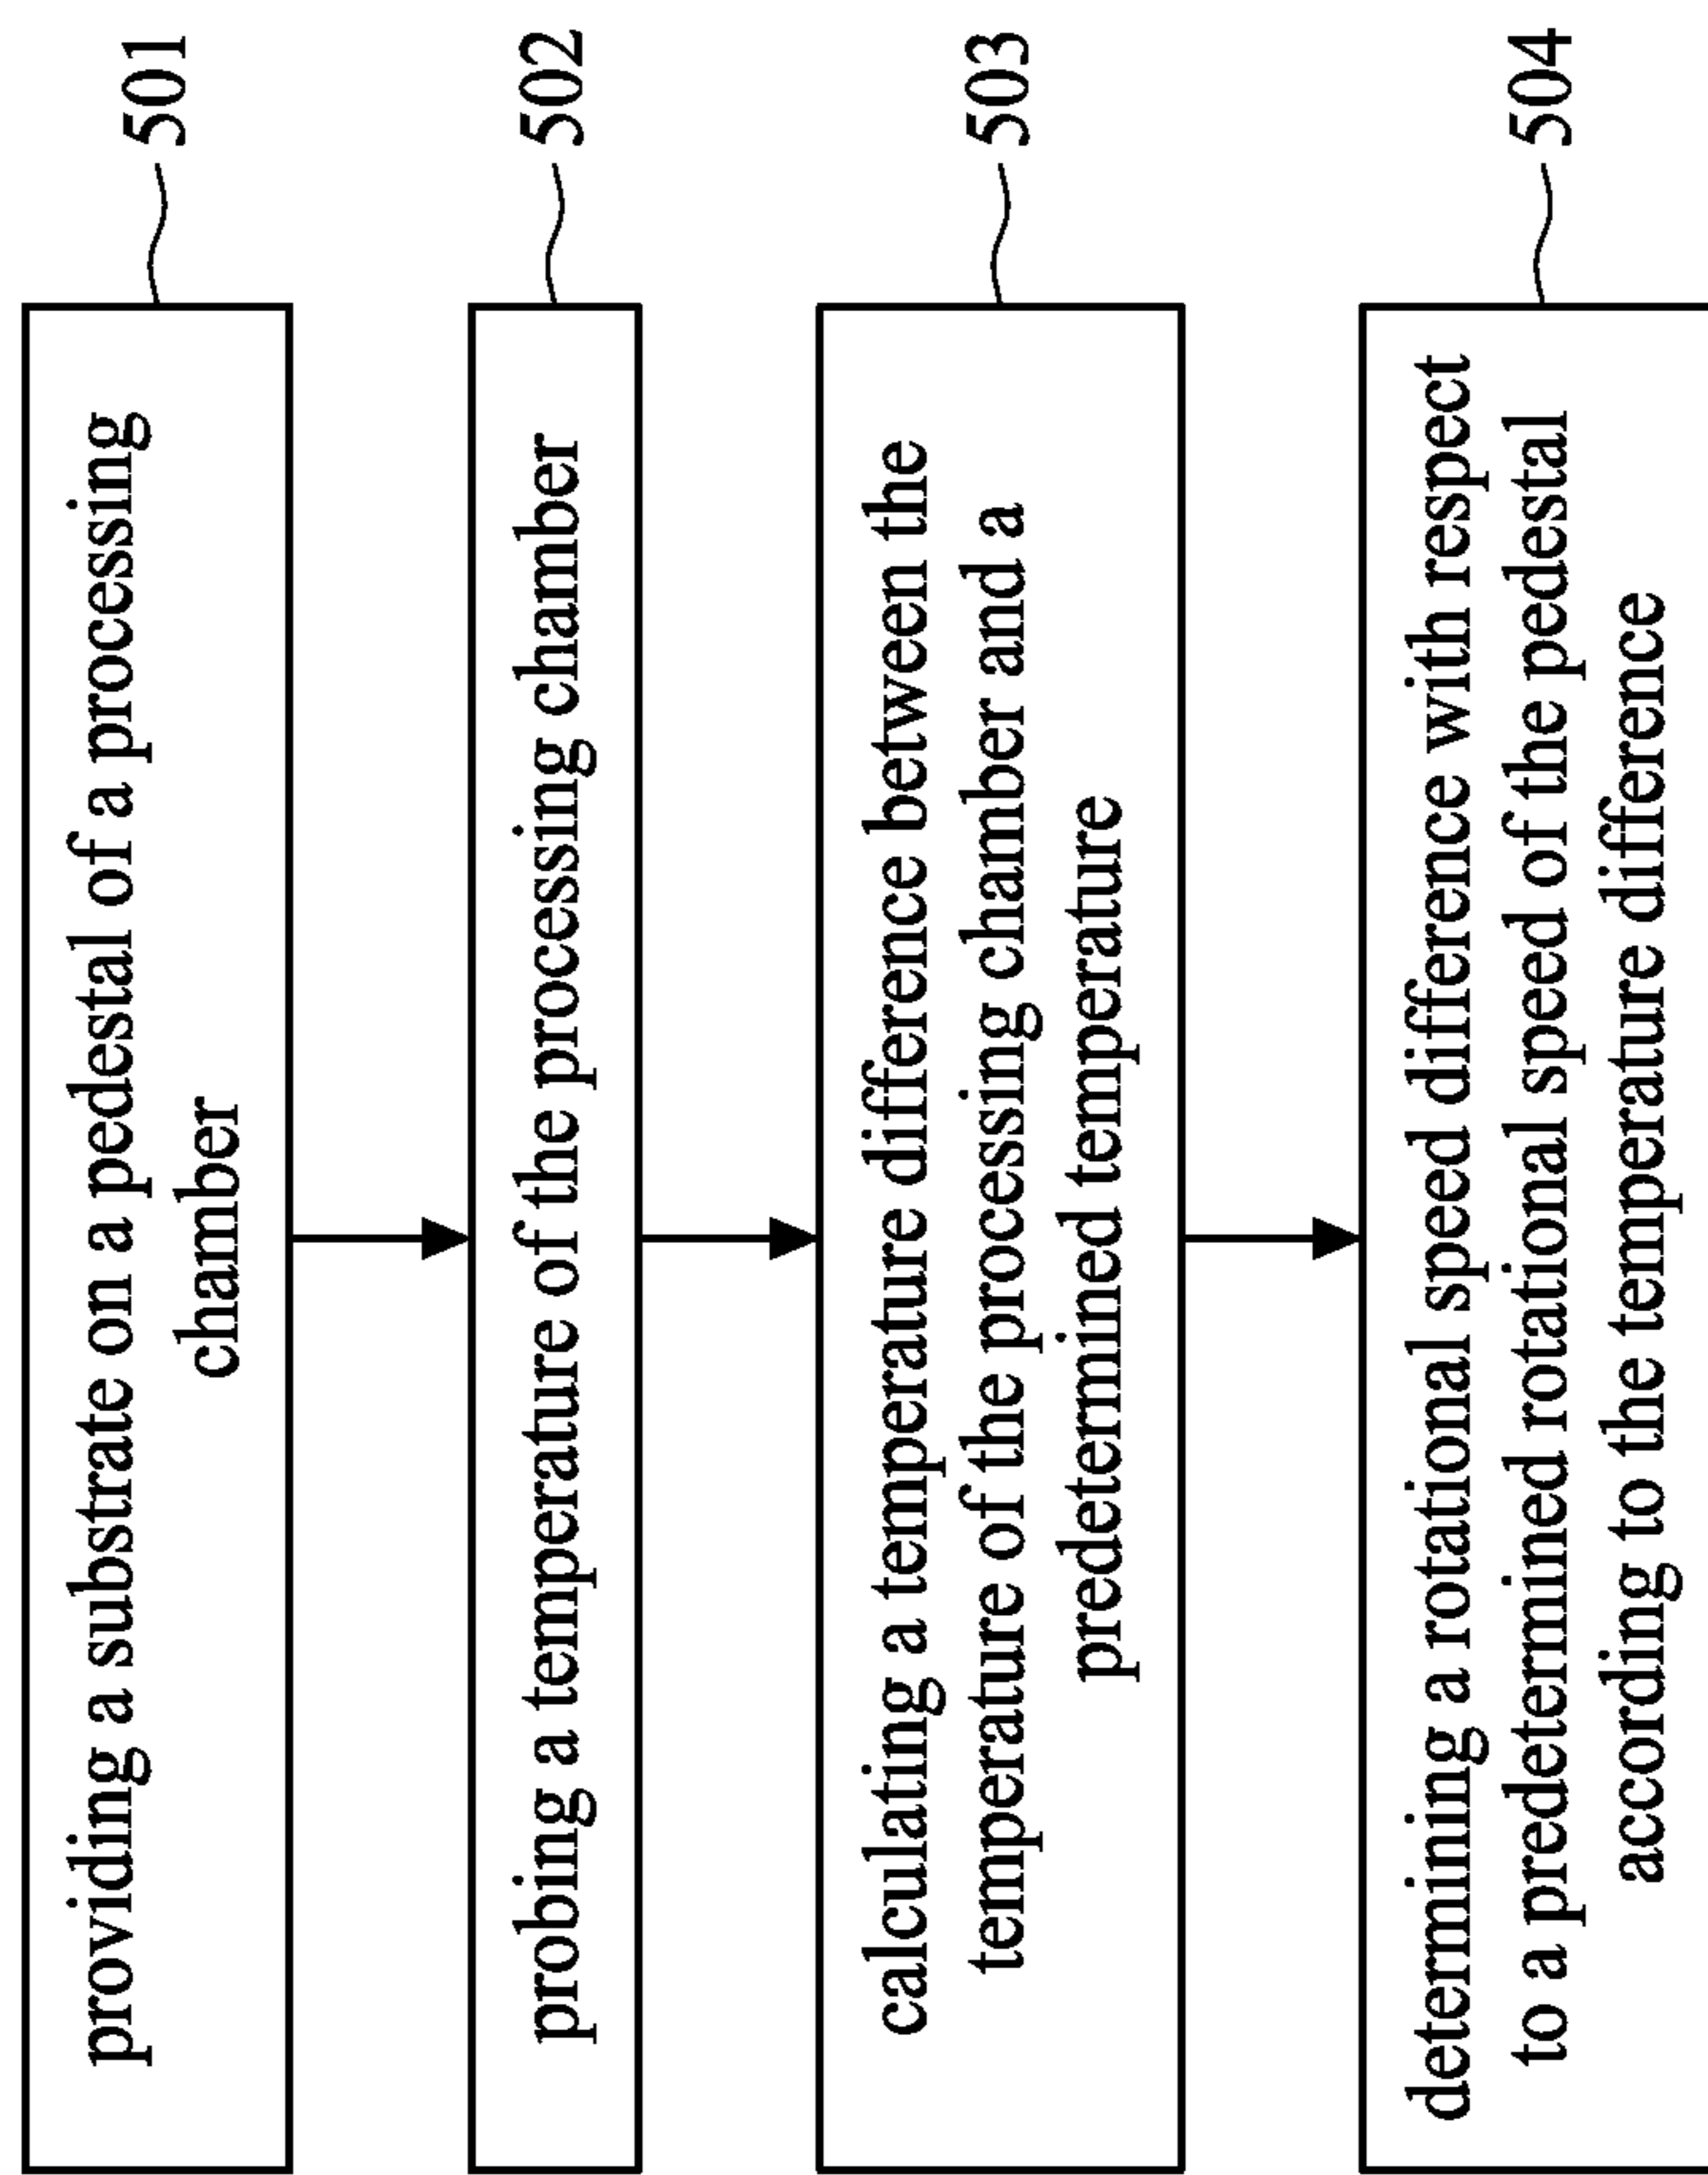 providing a substrate on a pedestal of a processing
chamber
501
probing a temperature of the processing chamber
502
calculating a temperature difference between the
temperature of the processing chamber and a
predetermined temperature
503
determining a rotational speed difference with respect
to a predetermined rotational speed of the pedestal
according to the temperature difference
504